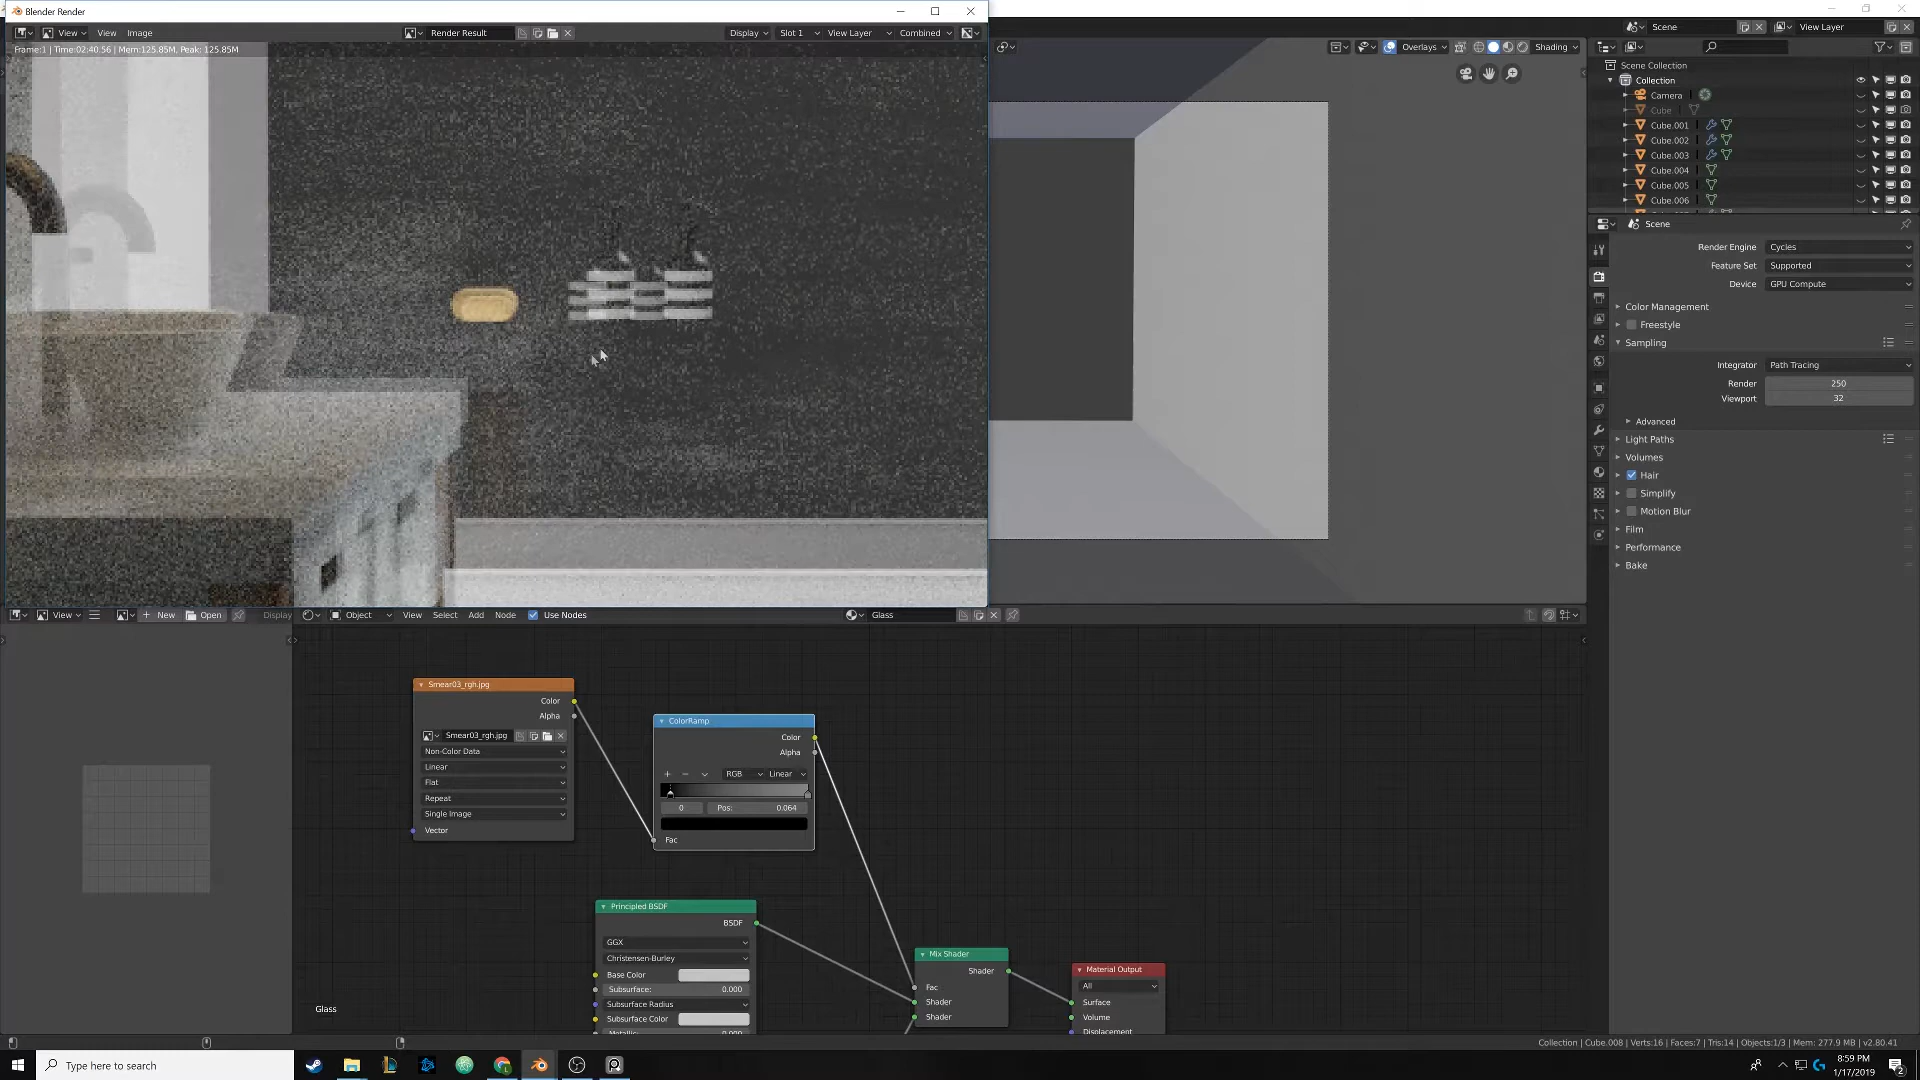 Blender Render
View View Image Render Result Display Slot 1 View Layer Combined
Frame:1 | Time:02:40.56 | Mem:125.85M, Peak: 125.85M
Overlays Shading
Scene View Layer
Scene Collection
Collection
Camera
Cube
Cube.001
Cube.002
Cube.003
Cube.004
Cube.005
Cube.006
Scene
Render Engine Cycles
Feature Set Supported
Device GPU Compute
Color Management
Freestyle
Sampling
Integrator Path Tracing
Render 250
Viewport 32
Advanced
Light Paths
Volumes
Hair
Simplify
Motion Blur
Film
Performance
Bake
View New Open Display Object View Select Add Node Use Nodes Glass
Smear03_rgh.jpg
Color
Alpha
Smear03_rgh.jpg
Non-Color Data
Linear
Flat
Repeat
Single Image
Vector
ColorRamp
Color
Alpha
RGB Linear
0 Pos: 0.064
Fac
Principled BSDF
BSDF
GGX
Christensen-Burley
Base Color
Subsurface: 0.000
Subsurface Radius
Subsurface Color
Metallic: 0.000
Mix Shader
Shader
Fac
Shader
Shader
Material Output
All
Surface
Volume
Displacement
Glass
Collection | Cube.008 | Verts:16 | Faces:7 | Tris:14 | Objects:1/3 | Mem: 277.9 MB | v2.80.41
Type here to search
8:59 PM
1/17/2019
2